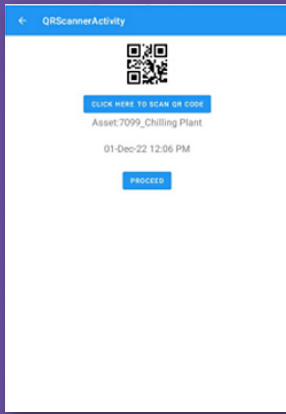 QRScannerActivity
CLICK HERE TO SCAN QR CODE
Asset:7099_Chilling Plant
01-Dec-22 12:06 PM
PROCEED